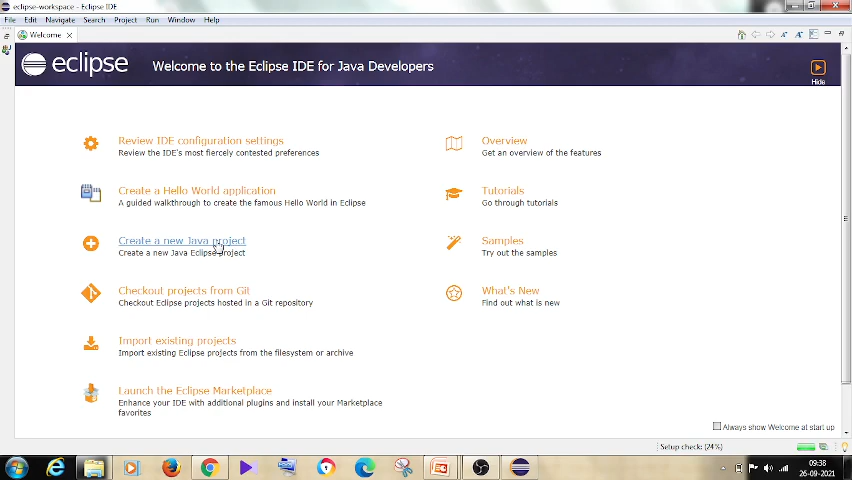 eclipse-workspace - Eclipse IDE
File Edit Navigate Search Project Run Window Help
Welcome
eclipse Welcome to the Eclipse IDE for Java Developers
Hide
Review IDE configuration settings
Review the IDE's most fiercely contested preferences
Overview
Get an overview of the features
Create a Hello World application
A guided walkthrough to create the famous Hello World in Eclipse
Tutorials
Go through tutorials
Create a new Java project
Create a new Java Eclipse project
Samples
Try out the samples
Checkout projects from Git
Checkout Eclipse projects hosted in a Git repository
What's New
Find out what is new
Import existing projects
Import existing Eclipse projects from the filesystem or archive
Launch the Eclipse Marketplace
Enhance your IDE with additional plugins and install your Marketplace
favorites
Always show Welcome at start up
Setup check: (24%)
09:38
26-09-2021